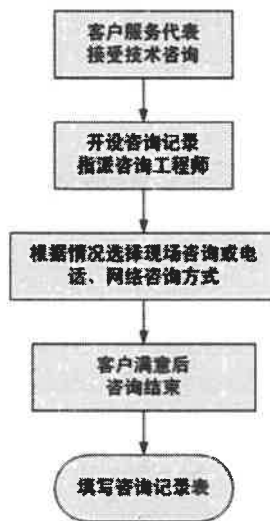 客户服务代表
接受技术咨询
开设咨询记录
指派咨询工程师
根据情况选择现场咨询或电
话、网络咨询方式
客户满意后
咨询结束
填写咨询记录表